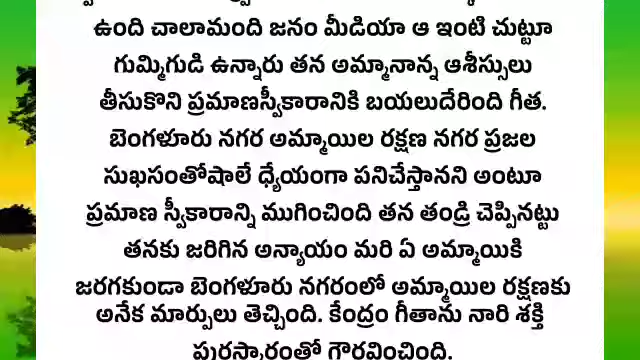 ఉంది చాలామంది జనం మీడియా ఆ ఇంటి చుట్టూ
గుమ్మిగుడి ఉన్నారు తన అమ్మానాన్న ఆశీస్సులు
తీసుకొని ప్రమాణస్వీకారానికి బయలుదేరింది గీత.
బెంగళూరు నగర అమ్మాయిల రక్షణ నగర ప్రజల
సుఖసంతోషాలే ధ్యేయంగా పనిచేస్తానని అంటూ
ప్రమాణ స్వీకారాన్ని ముగించింది తన తండ్రి చెప్పినట్టు
తనకు జరిగిన అన్యాయం మరి ఏ అమ్మాయికి
జరగకుండా బెంగళూరు నగరంలో అమ్మాయిల రక్షణకు
అనేక మార్పులు తెచ్చింది. కేంద్రం గీతాను నారి శక్తి
పురస్కారంతో గౌరవించింది.